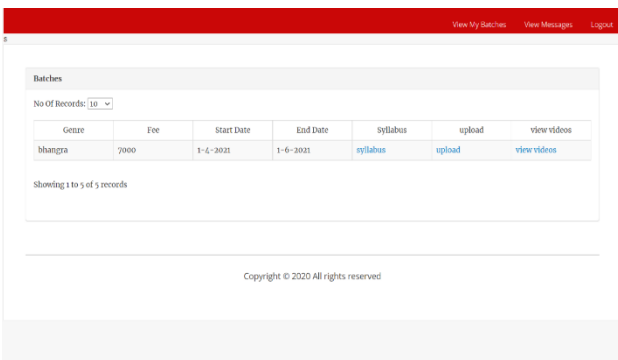 View My Batches View Messages Logout
8
Batches
No Of Records: 10
Genre Fee Start Date End Date Syllabus upload view videos
bhangra 7000 1-4-2021 1-6-2021 syllabus upload view videos
Showing 1 to 5 of 5 records
Copyright © 2020 All rights reserved